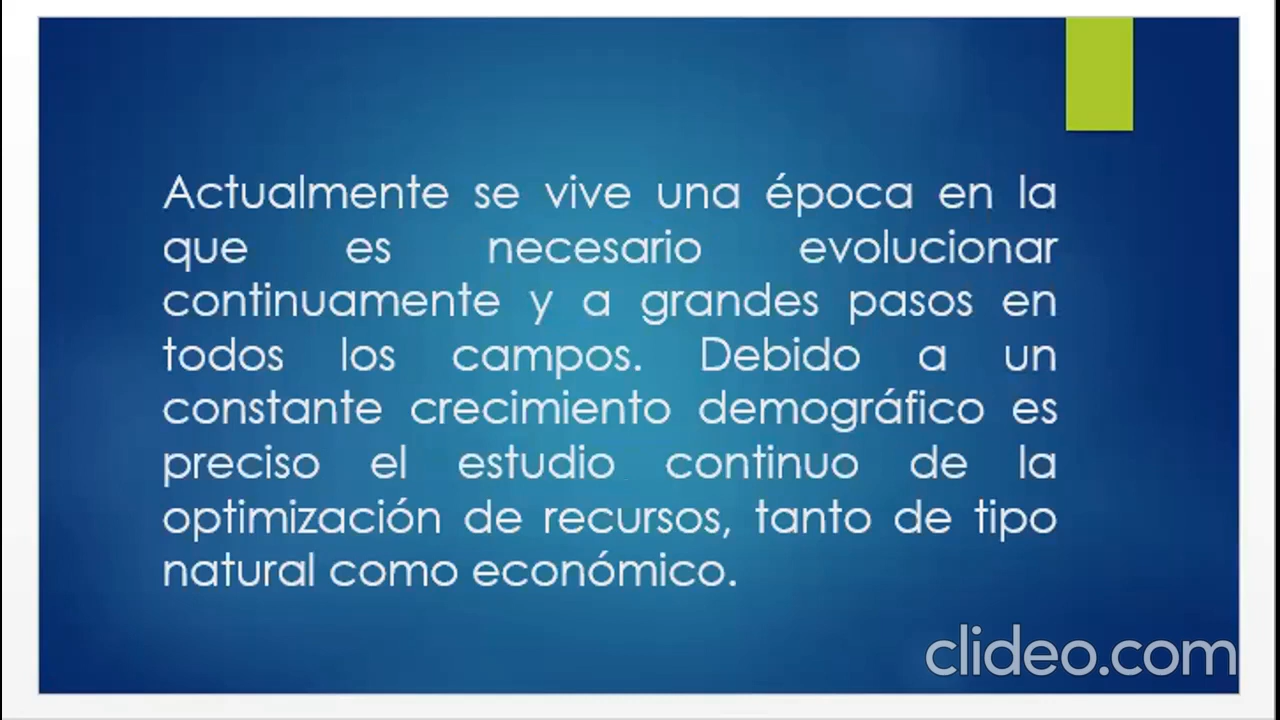 Actualmente se vive una época en la
que es necesario evolucionar
continuamente y a grandes pasos en
todos los campos. Debido a un
constante crecimiento demográfico es
preciso el estudio continuo de la
optimización de recursos, tanto de tipo
natural como económico.
clideo.com